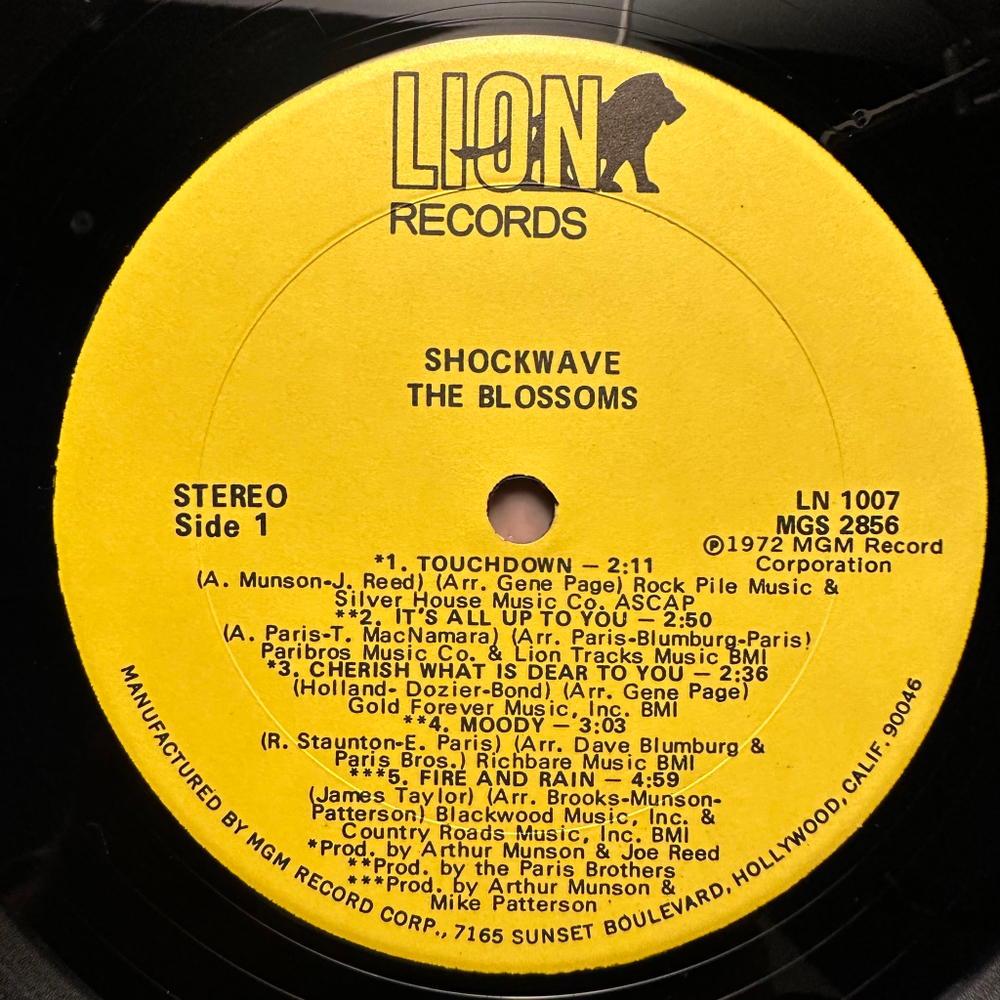 LION
RECORDS
SHOCKWAVE
THE BLOSSOMS
STEREO
Side 1
LN 1007
MGS 2856
℗1972 MGM Record
Corporation
*1. TOUCHDOWN — 2:11
(A. Munson-J. Reed) (Arr. Gene Page) Rock Pile Music &
Silver House Music Co. ASCAP
**2. IT'S ALL UP TO YOU — 2:50
(A. Paris-T. MacNamara) (Arr. Paris-Blumburg-Paris)
Paribros Music Co. & Lion Tracks Music BMI
*3. CHERISH WHAT IS DEAR TO YOU — 2:36
(Holland- Dozier-Bond) (Arr. Gene Page)
Gold Forever Music, Inc. BMI
**4. MOODY — 3:03
(R. Staunton-E. Paris) (Arr. Dave Blumburg &
Paris Bros.) Richbare Music BMI
***5. FIRE AND RAIN — 4:59
(James Taylor) (Arr. Brooks-Munson-
Patterson) Blackwood Music, Inc. &
Country Roads Music, Inc. BMI
*Prod. by Arthur Munson & Joe Reed
**Prod. by the Paris Brothers
***Prod. by Arthur Munson &
Mike Patterson
MANUFACTURED BY MGM RECORD CORP., 7165 SUNSET BOULEVARD, HOLLYWOOD, CALIF. 90046